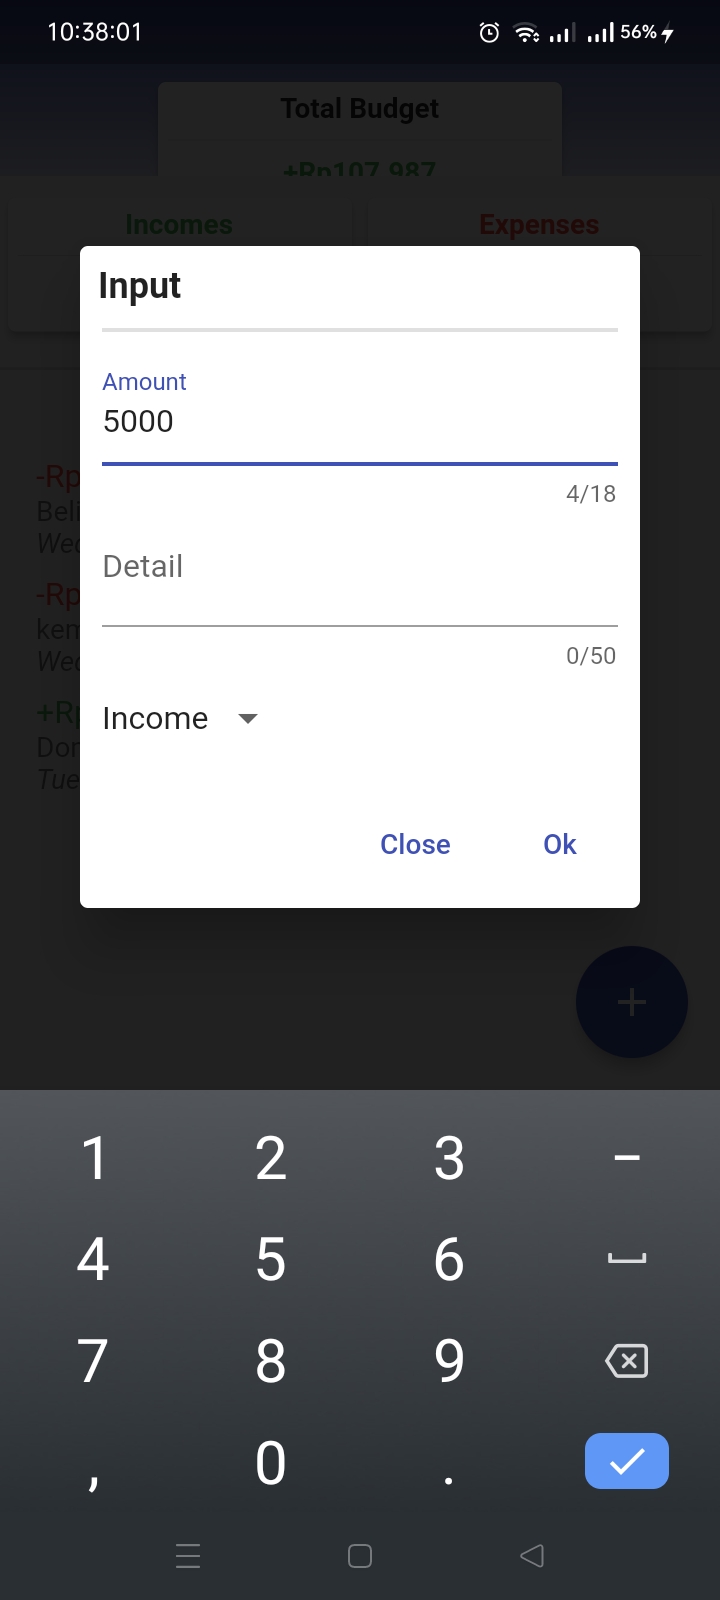 10:38:01
56%
Total Budget
+Rp107.987
Incomes
Expenses
Input
Amount
5000
4/18
-Rp
Beli
Wed
Detail
-Rp
Wed
0/50
+Rp
Income
Tue
Close
Ok
+
1 2 3 –
4 5 6
7 8 9
, 0 .